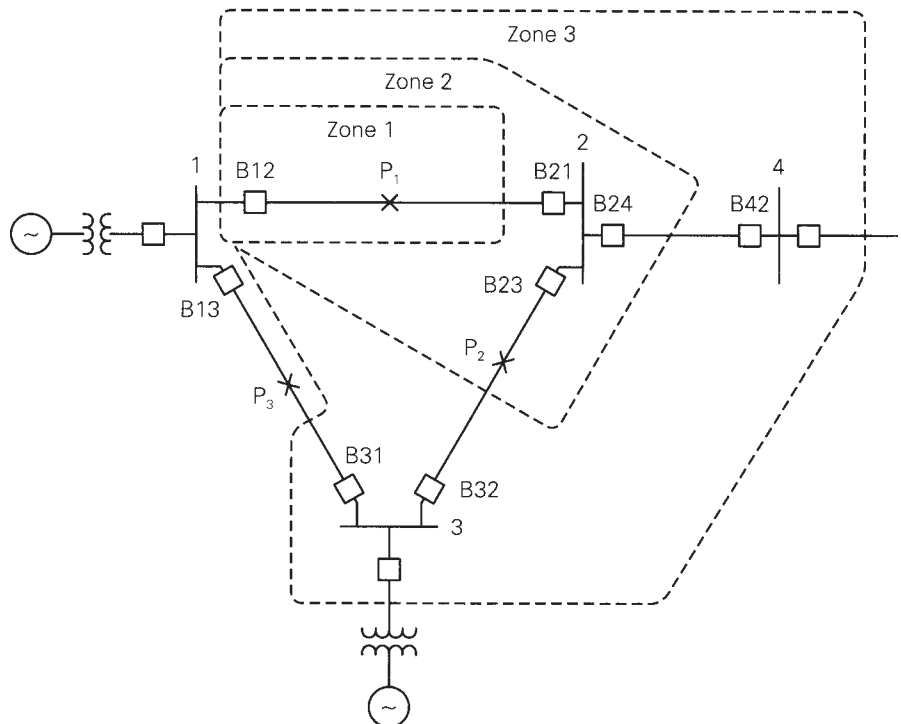 Zone 3
Zone 2
Zone 1
1
B12
P₁
B21
2
B24
B42
4
~
B13
B23
P₂
P₃
B31
B32
3
~